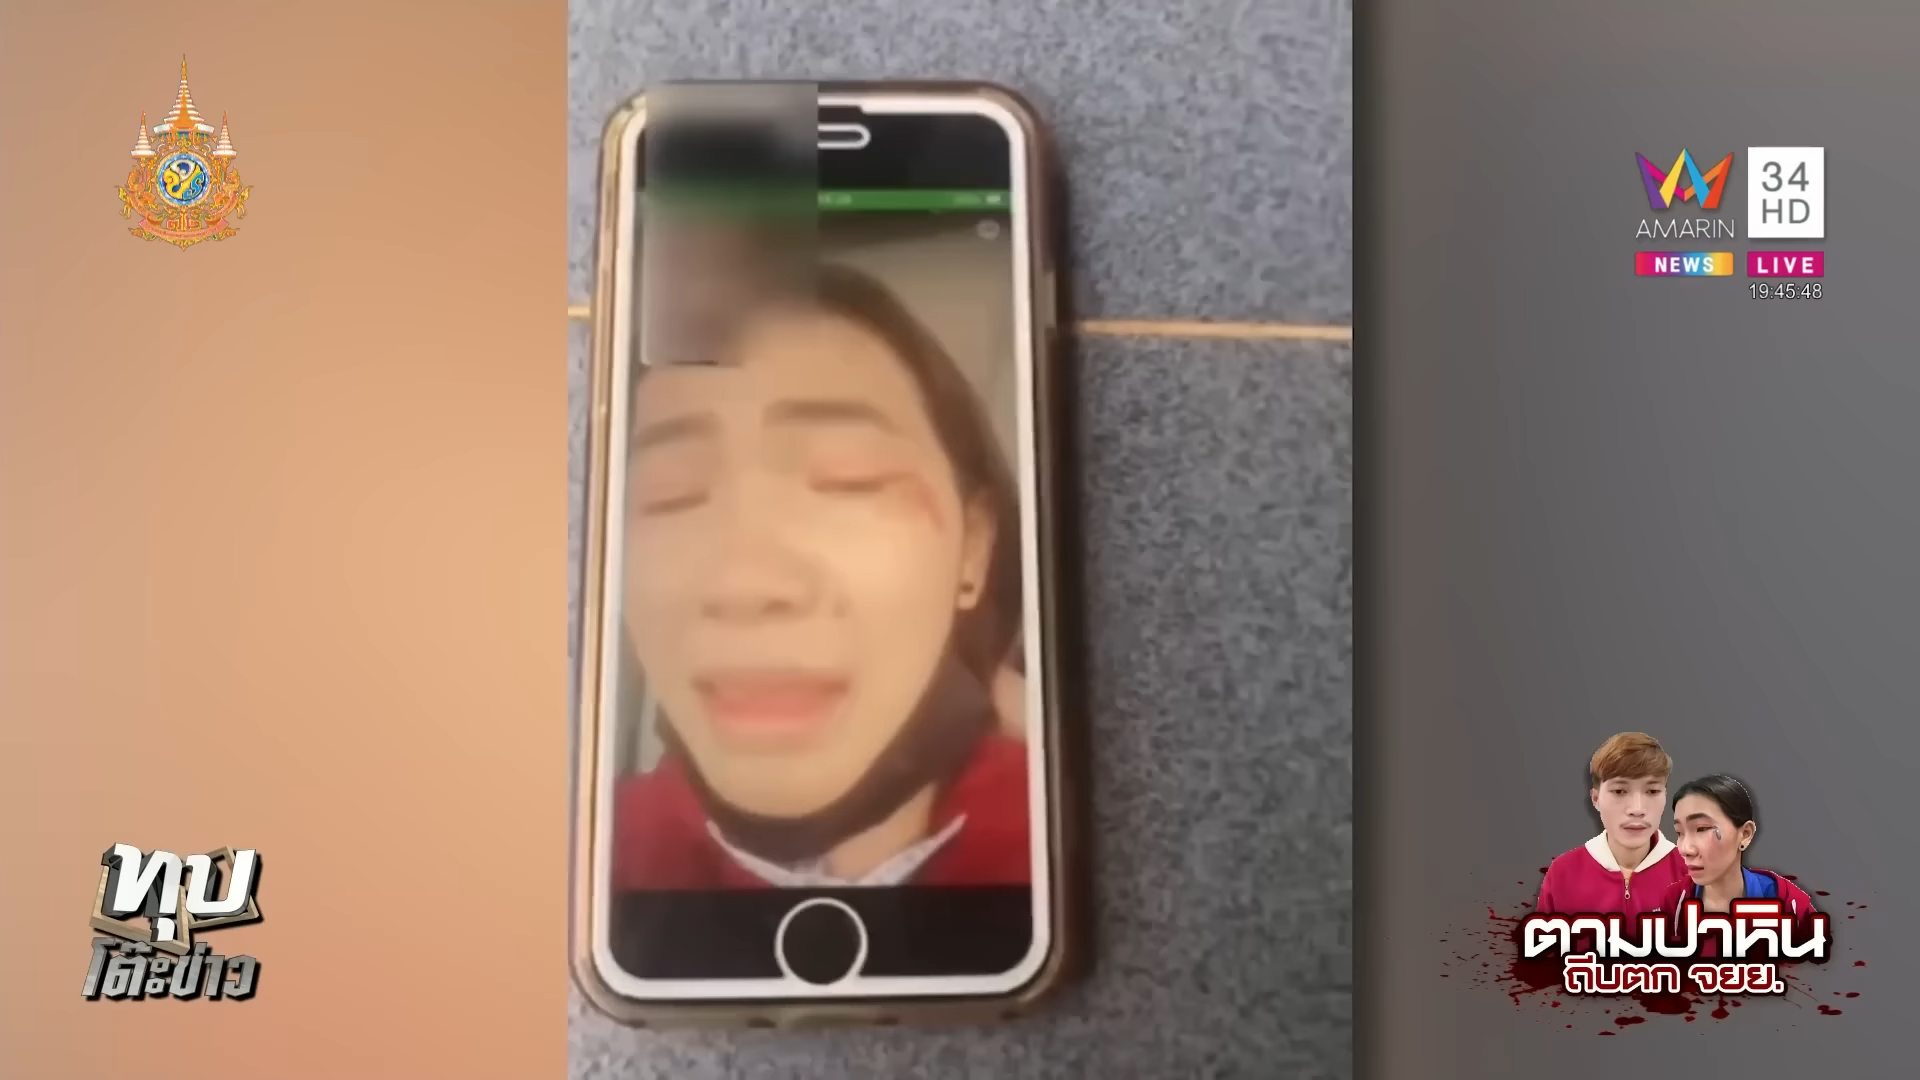 AMARIN
34
HD
NEWS
LIVE
19:45:48
ทุบ
โต๊ะข่าว
ตามปาหิน
ถีบตก จยย.